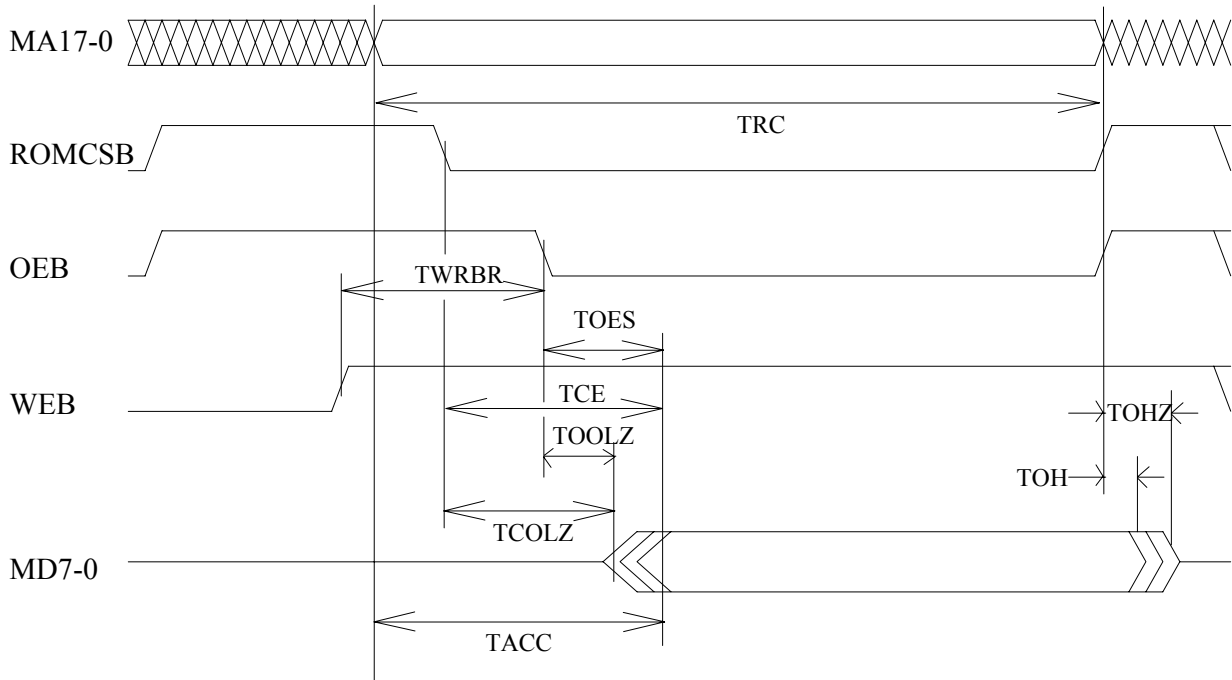 MA17-0
TRC
ROMCSB
OEB
TWRBR
TOES
WEB
TCE
TOHZ
TOOLZ
TOH
TCOLZ
MD7-0
TACC